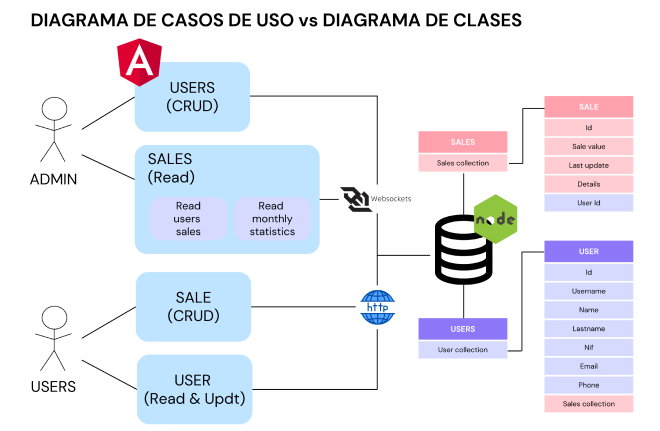 DIAGRAMA DE CASOS DE USO vs DIAGRAMA DE CLASES
A
USERS
(CRUD)
ADMIN
SALES
(Read)
Read
users
sales
Read
monthly
statistics
Websockets
SALE
(CRUD)
http
USERS
USER
(Read & Updt)
SALES
Sales collection
node
USERS
User collection
SALE
Id
Sale value
Last update
Details
User Id
USER
Id
Username
Name
Lastname
Nif
Email
Phone
Sales collection